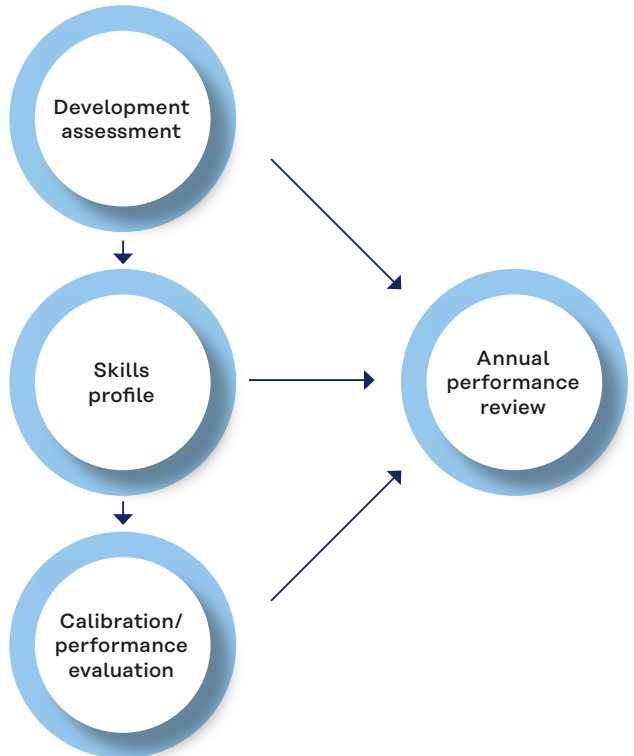 Development
assessment
Skills
profile
Annual
performance
review
Calibration/
performance
evaluation